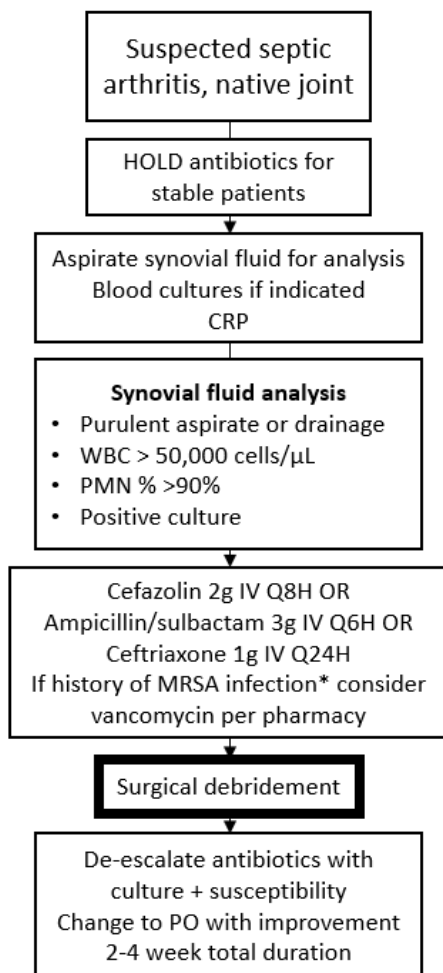 Suspected septic
arthritis, native joint
HOLD antibiotics for
stable patients
Aspirate synovial fluid for analysis
Blood cultures if indicated
CRP
Synovial fluid analysis
• Purulent aspirate or drainage
• WBC > 50,000 cells/µL
• PMN % >90%
• Positive culture
Cefazolin 2g IV Q8H OR
Ampicillin/sulbactam 3g IV Q6H OR
Ceftriaxone 1g IV Q24H
If history of MRSA infection* consider
vancomycin per pharmacy
Surgical debridement
De-escalate antibiotics with
culture + susceptibility
Change to PO with improvement
2-4 week total duration